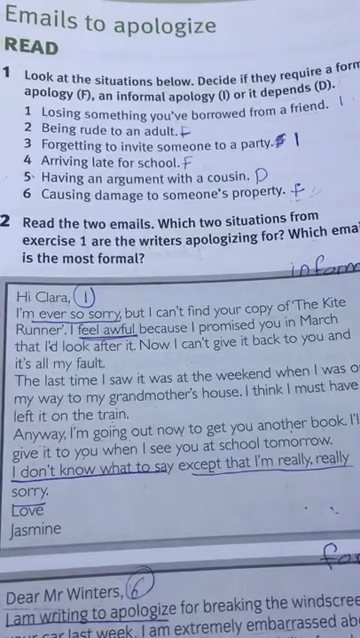 Emails to apologize
READ
1 Look at the situations below. Decide if they require a form
apology (F), an informal apology (I) or it depends (D).
1 Losing something you've borrowed from a friend. I
2 Being rude to an adult. F
3 Forgetting to invite someone to a party. I
4 Arriving late for school. F
5 Having an argument with a cousin. D
6 Causing damage to someone's property. F
2 Read the two emails. Which two situations from
exercise 1 are the writers apologizing for? Which emai
is the most formal?
inform
Hi Clara, 1
I'm ever so sorry, but I can't find your copy of 'The Kite
Runner'. I feel awful because I promised you in March
that I'd look after it. Now I can't give it back to you and
it's all my fault.
The last time I saw it was at the weekend when I was o
my way to my grandmother's house. I think I must have
left it on the train.
Anyway, I'm going out now to get you another book. I'l
give it to you when I see you at school tomorrow.
I don't know what to say except that I'm really, really
sorry.
Love
Jasmine
for
Dear Mr Winters, 6
I am writing to apologize for breaking the windscree
your car last week. I am extremely embarrassed ab